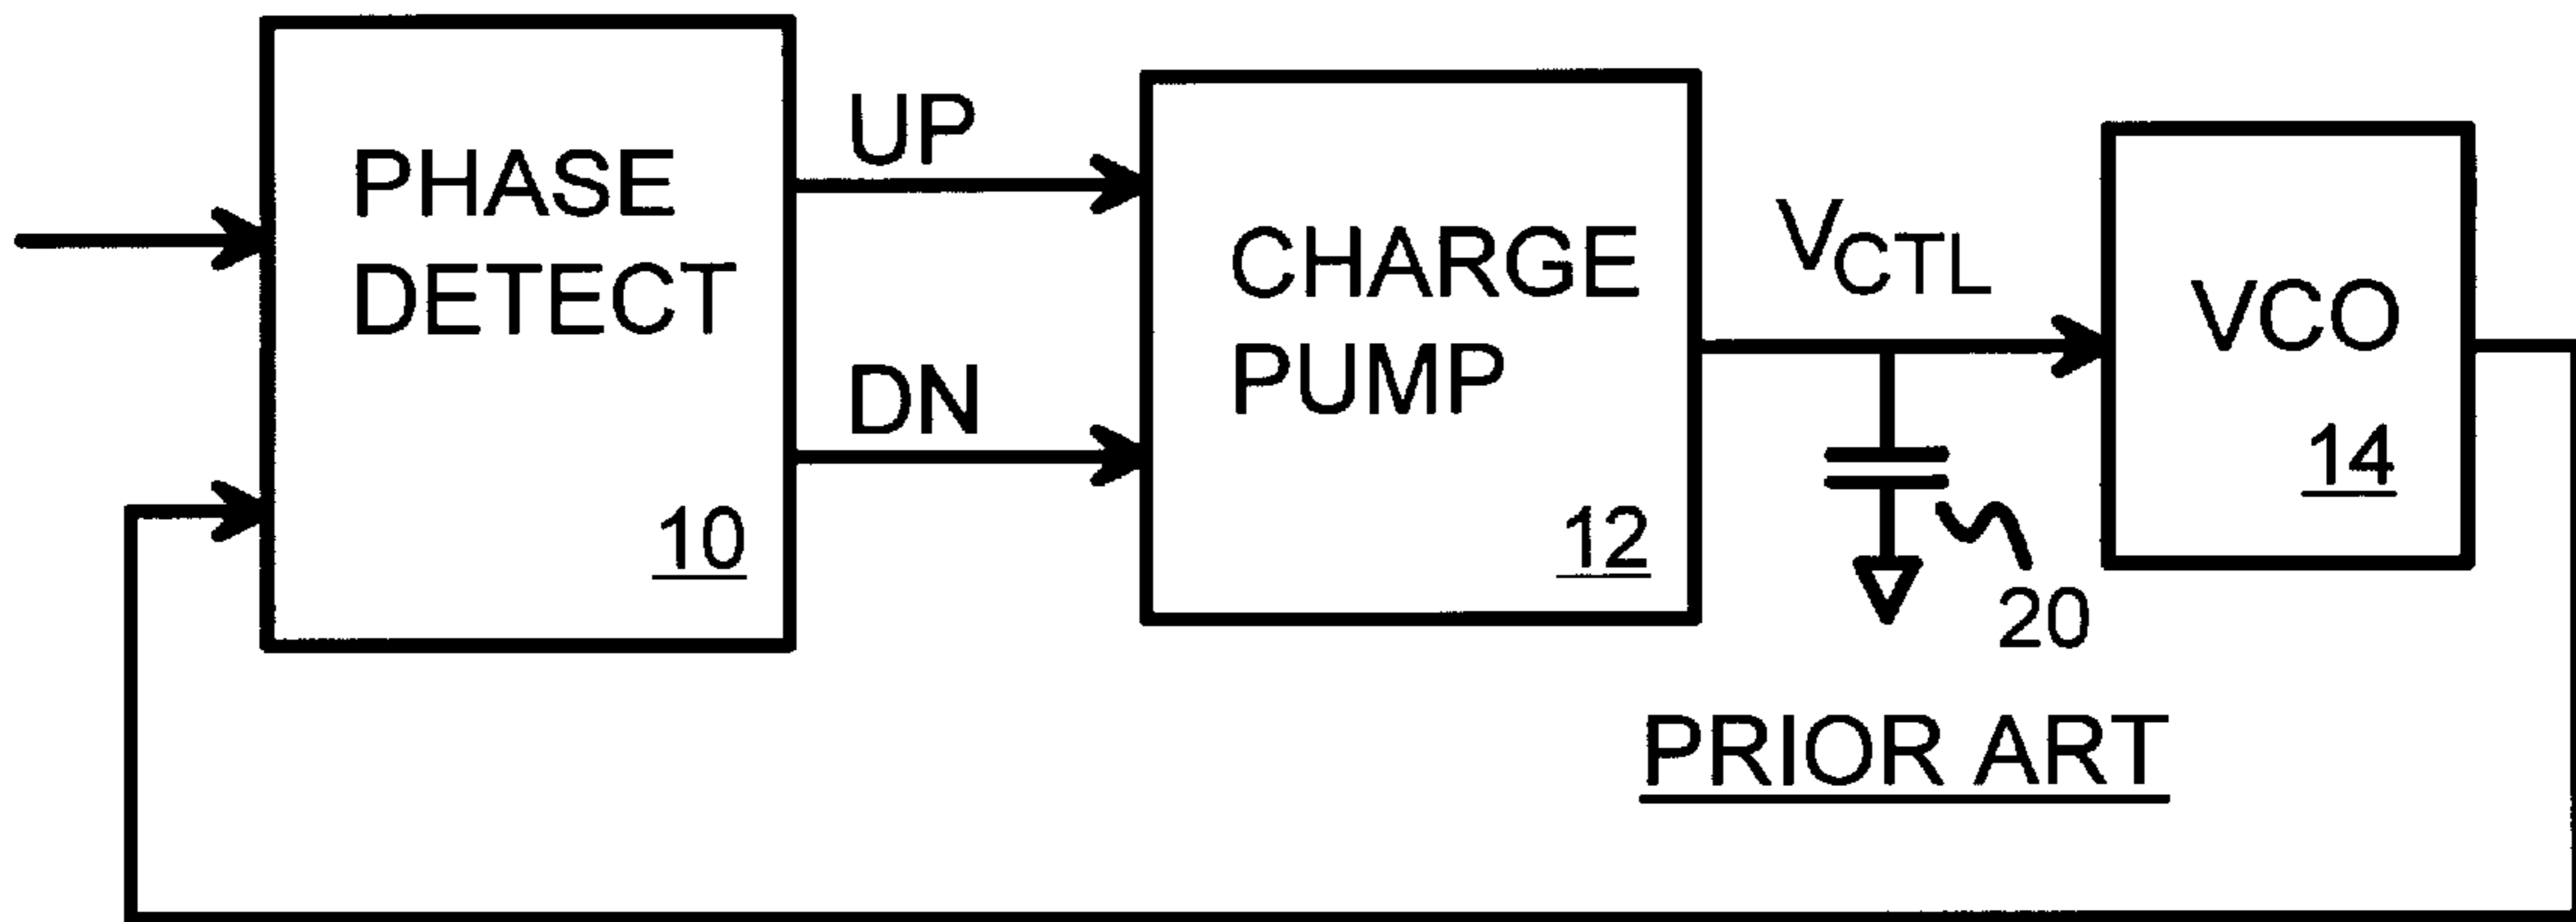 PHASE
DETECT
10
UP
DN
CHARGE
PUMP
12
VCTL
VCO
14
20
PRIOR ART